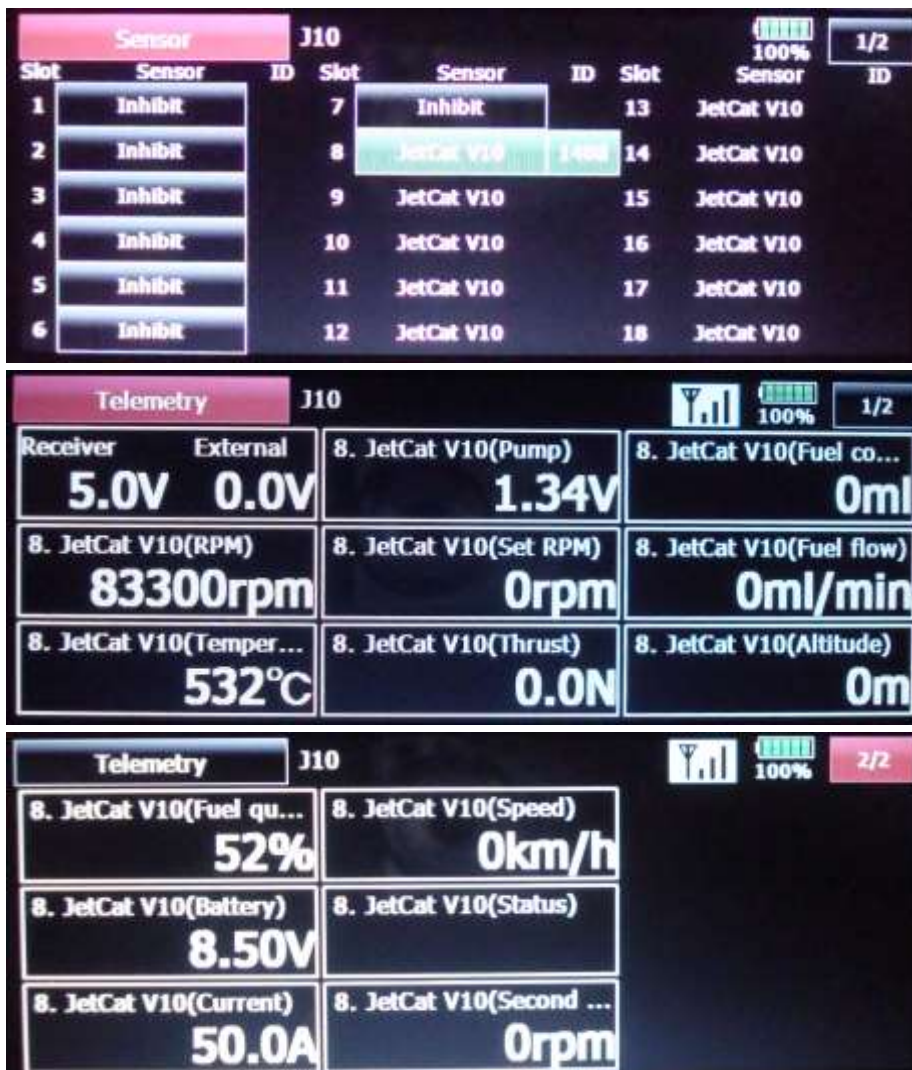 Sensor J10 100% 1/2
Slot Sensor ID Slot Sensor ID Slot Sensor ID
1 Inhibit 7 Inhibit 13 JetCat V10
2 Inhibit 8 JetCat V10 14 JetCat V10
3 Inhibit 9 JetCat V10 15 JetCat V10
4 Inhibit 10 JetCat V10 16 JetCat V10
5 Inhibit 11 JetCat V10 17 JetCat V10
6 Inhibit 12 JetCat V10 18 JetCat V10
Telemetry J10 100% 1/2
Receiver External 8. JetCat V10(Pump) 8. JetCat V10(Fuel co...
5.0V 0.0V 1.34V 0ml
8. JetCat V10(RPM) 8. JetCat V10(Set RPM) 8. JetCat V10(Fuel flow)
83300rpm 0rpm 0ml/min
8. JetCat V10(Temper... 8. JetCat V10(Thrust) 8. JetCat V10(Altitude)
532°C 0.0N 0m
Telemetry J10 100% 2/2
8. JetCat V10(Fuel qu... 8. JetCat V10(Speed)
52% 0km/h
8. JetCat V10(Battery) 8. JetCat V10(Status)
8.50V
8. JetCat V10(Current) 8. JetCat V10(Second ...
50.0A 0rpm